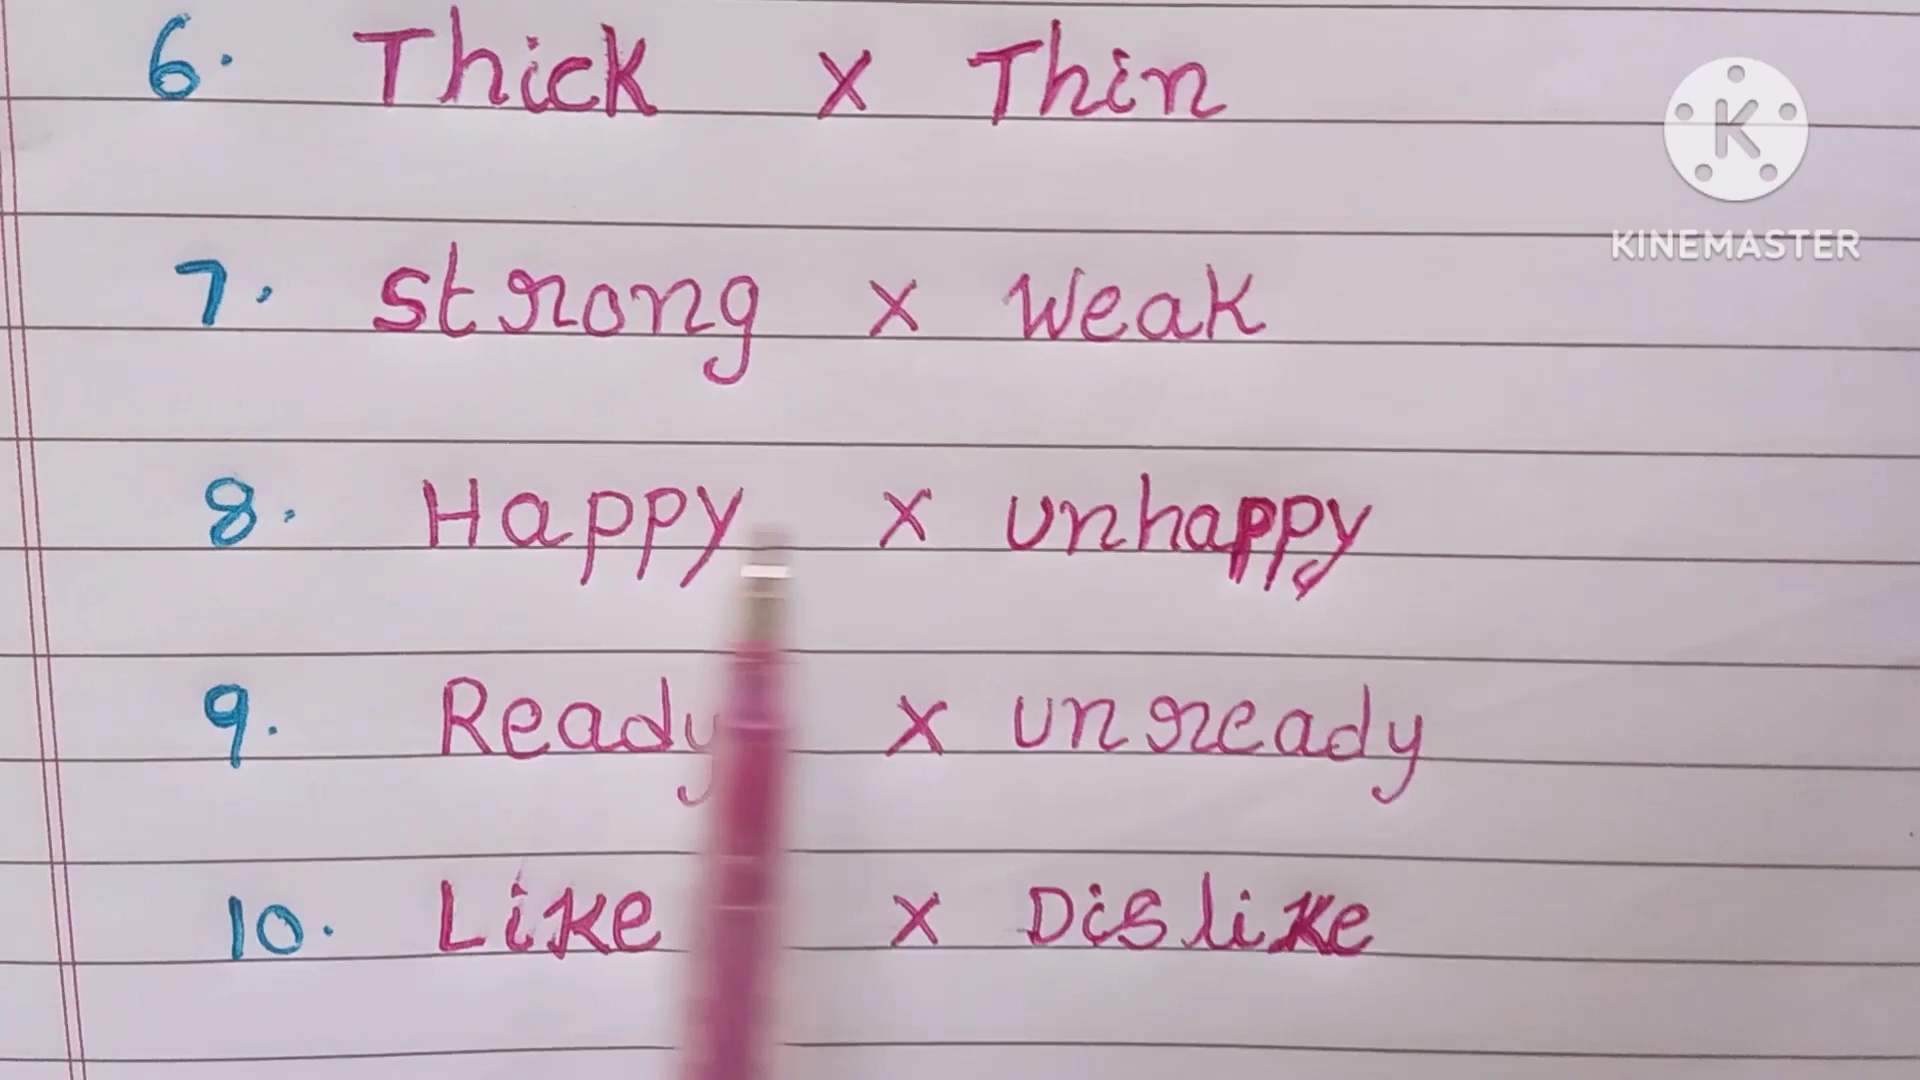 6. Thick x Thin
K
KINEMASTER
7. Strong x Weak
8. Happy x unhappy
9. Ready x unready
10. Like x Dislike